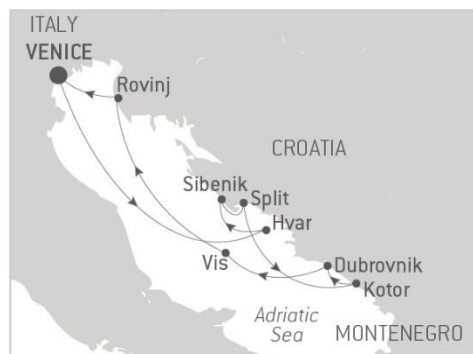 ITALY
VENICE
Rovinj
CROATIA
Sibenik
Split
Hvar
Vis
Dubrovnik
Kotor
Adriatic
Sea
MONTENEGRO